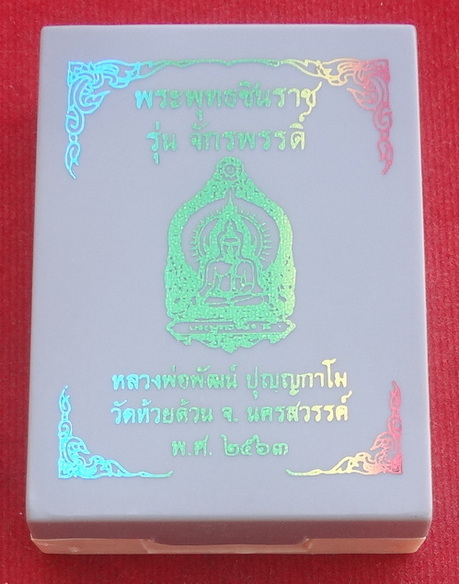 พระพุทธชินราช
รุ่น จักรพรรดิ์
หลวงพ่อพัฒน์ ปุญญกาโม
วัดห้วยด้วน จ. นครสวรรค์
พ.ศ. ๒๕๖๓